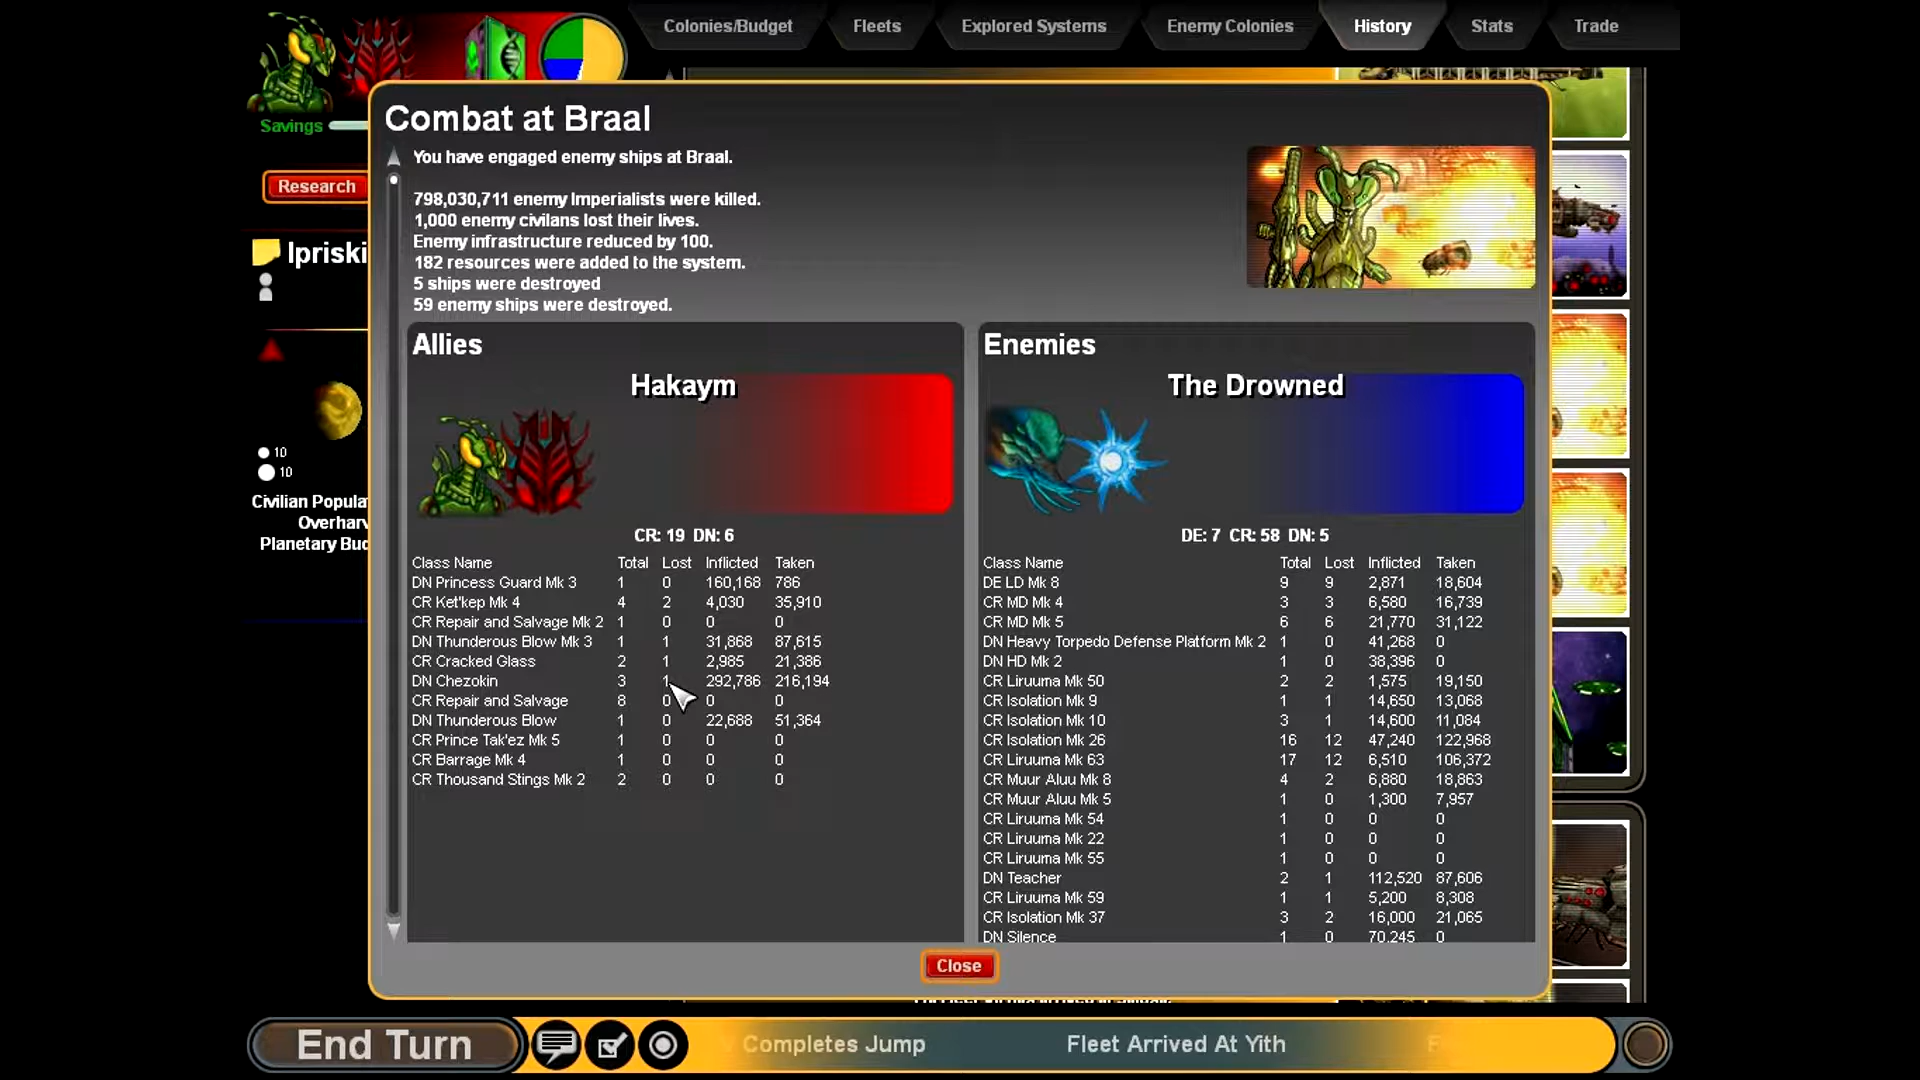 Colonies/Budget Fleets Explored Systems Enemy Colonies History Stats Trade
Savings
Research
Ipriski
10
10
Civilian Popula
Overharv
Planetary Bud
Combat at Braal
You have engaged enemy ships at Braal.
798,030,711 enemy Imperialists were killed.
1,000 enemy civilans lost their lives.
Enemy infrastructure reduced by 100.
182 resources were added to the system.
5 ships were destroyed
59 enemy ships were destroyed.
Allies
Hakaym
CR: 19 DN: 6
Class Name Total Lost Inflicted Taken
DN Princess Guard Mk 3 1 0 160,168 786
CR Ket'kep Mk 4 4 2 4,030 35,910
CR Repair and Salvage Mk 2 1 0 0 0
DN Thunderous Blow Mk 3 1 1 31,868 87,615
CR Cracked Glass 2 1 2,985 21,386
DN Chezokin 3 1 292,786 216,194
CR Repair and Salvage 8 0 0 0
DN Thunderous Blow 1 0 22,688 51,364
CR Prince Tak'ez Mk 5 1 0 0 0
CR Barrage Mk 4 1 0 0 0
CR Thousand Stings Mk 2 2 0 0 0
Enemies
The Drowned
DE: 7 CR: 58 DN: 5
Class Name Total Lost Inflicted Taken
DE LD Mk 8 9 9 2,871 18,604
CR MD Mk 4 3 3 6,580 16,739
CR MD Mk 5 6 6 21,770 31,122
DN Heavy Torpedo Defense Platform Mk 2 1 0 41,268 0
DN HD Mk 2 1 0 38,396 0
CR Liruuma Mk 50 2 2 1,575 19,150
CR Isolation Mk 9 1 1 14,650 13,068
CR Isolation Mk 10 3 1 14,600 11,084
CR Isolation Mk 26 16 12 47,240 122,968
CR Liruuma Mk 63 17 12 6,510 106,372
CR Muur Aluu Mk 8 4 2 6,880 18,863
CR Muur Aluu Mk 5 1 0 1,300 7,957
CR Liruuma Mk 54 1 0 0 0
CR Liruuma Mk 22 1 0 0 0
CR Liruuma Mk 55 1 0 0 0
DN Teacher 2 1 112,520 87,606
CR Liruuma Mk 59 1 1 5,200 8,308
CR Isolation Mk 37 3 2 16,000 21,065
DN Silence 1 0 70,245 0
Close
End Turn Completes Jump Fleet Arrived At Yith F